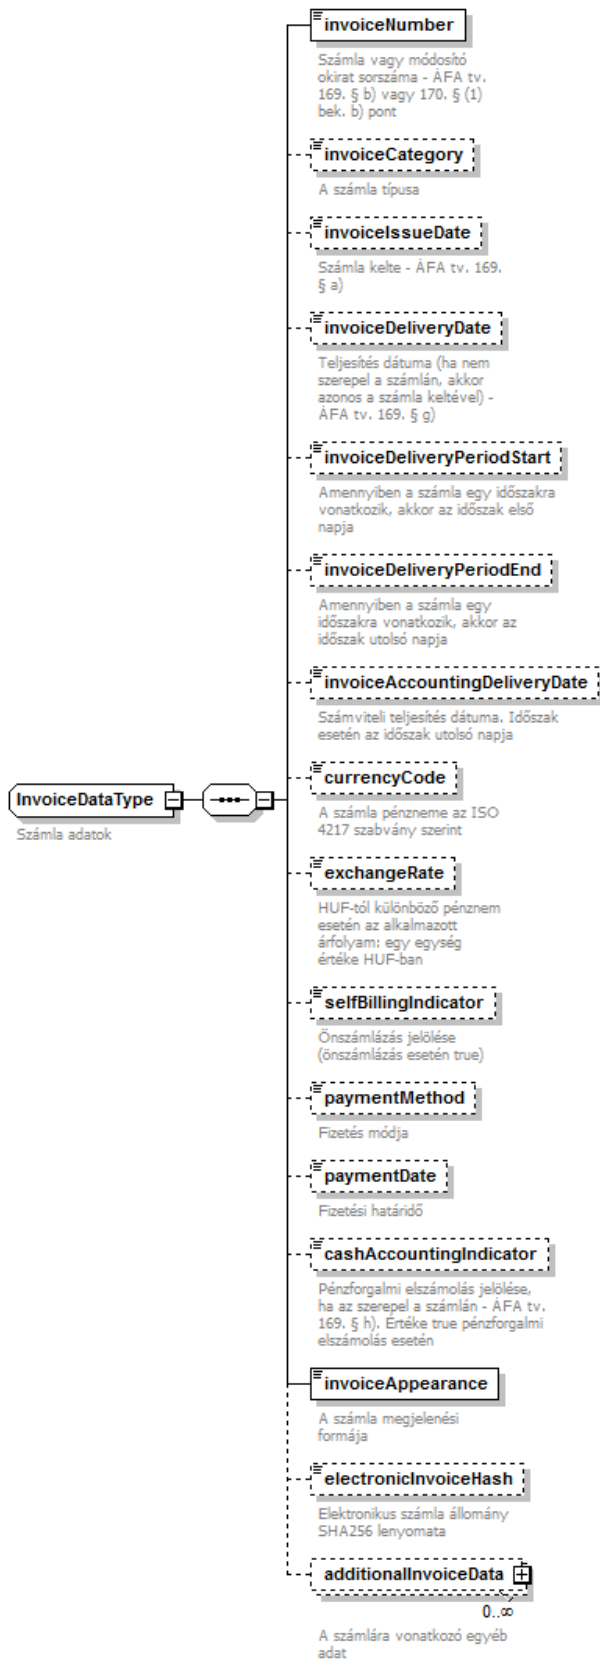 invoiceNumber
Számla vagy módosító
okirat sorszáma - ÁFA tv.
169. § b) vagy 170. § (1)
bek. b) pont
invoiceCategory
A számla típusa
invoiceIssueDate
Számla kelte - ÁFA tv. 169.
§ a)
invoiceDeliveryDate
Teljesítés dátuma (ha nem
szerepel a számlán, akkor
azonos a számla keltével) -
ÁFA tv. 169. § g)
invoiceDeliveryPeriodStart
Amennyiben a számla egy időszakra
vonatkozik, akkor az időszak első
napja
invoiceDeliveryPeriodEnd
Amennyiben a számla egy
időszakra vonatkozik, akkor az
időszak utolsó napja
invoiceAccountingDeliveryDate
Számviteli teljesítés dátuma. Időszak
esetén az időszak utolsó napja
InvoiceDataType
Számla adatok
currencyCode
A számla pénzneme az ISO
4217 szabvány szerint
exchangeRate
HUF-tól különböző pénznem
esetén az alkalmazott
árfolyam: egy egység
értéke HUF-ban
selfBillingIndicator
Önszámlázás jelölése
(önszámlázás esetén true)
paymentMethod
Fizetés módja
paymentDate
Fizetési határidő
cashAccountingIndicator
Pénzforgalmi elszámolás jelölése,
ha az szerepel a számlán - ÁFA tv.
169. § h). Értéke true pénzforgalmi
elszámolás esetén
invoiceAppearance
A számla megjelenési
formája
electronicInvoiceHash
Elektronikus számla állomány
SHA256 lenyomata
additionalInvoiceData
0..∞
A számlára vonatkozó egyéb
adat